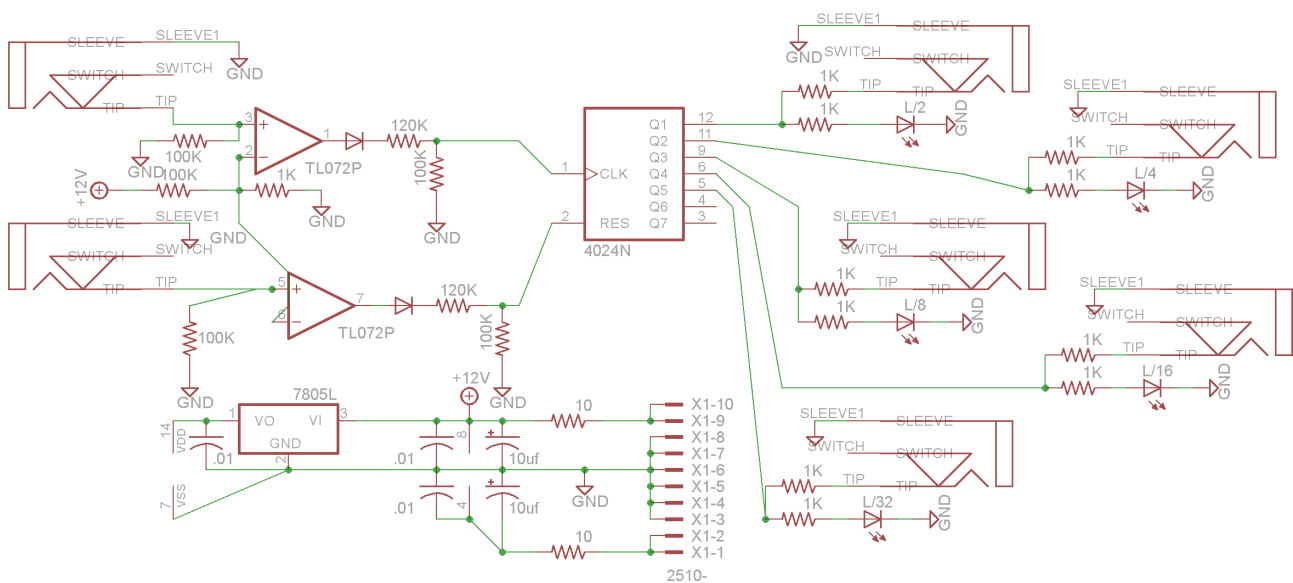 SLEEVE
SLEEVE1
GND
SWITCH
SWITCH
TIP
TIP
3
+
2
−
1
TL072P
GND
100K
+12V
100K
1K
GND
120K
100K
GND
SLEEVE
SLEEVE1
GND
SWITCH
SWITCH
TIP
TIP
5
+
6
−
7
TL072P
100K
GND
120K
100K
GND
1
CLK
2
RES
4024N
Q1
12
Q2
11
Q3
9
Q4
6
Q5
5
Q6
4
Q7
3
SLEEVE1
SLEEVE
GND
SWITCH
SWITCH
1K
TIP
TIP
1K
L/2
GND
SLEEVE1
SLEEVE
SWITCH
SWITCH
1K
TIP
TIP
1K
L/4
GND
SLEEVE1
SLEEVE
SWITCH
SWITCH
1K
TIP
TIP
1K
L/8
GND
SLEEVE1
SLEEVE
SWITCH
SWITCH
1K
TIP
TIP
1K
L/16
GND
SLEEVE1
SLEEVE
SWITCH
SWITCH
1K
TIP
TIP
1K
L/32
GND
7805L
1
VO
VI
3
GND
2
14
VDD
.01
7
VSS
+12V
8
.01
10uf
4
.01
10uf
GND
10
10
X1-10
X1-9
X1-8
X1-7
X1-6
X1-5
X1-4
X1-3
X1-2
X1-1
2510-